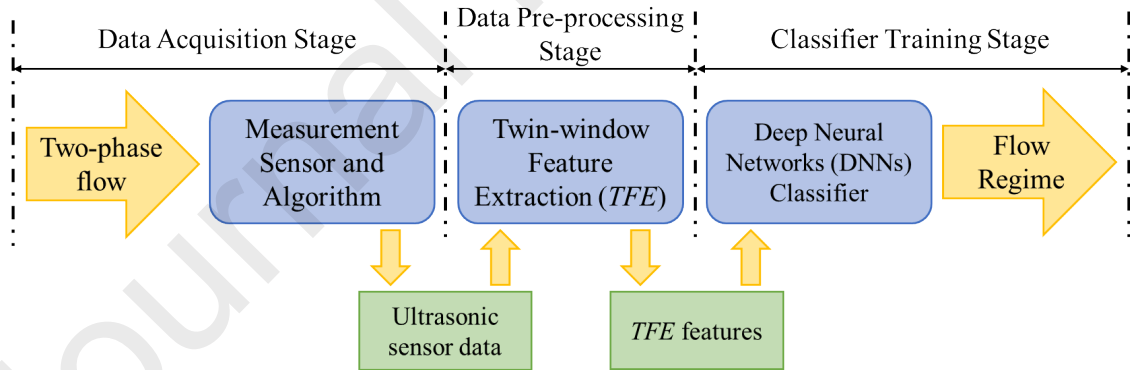 Data Acquisition Stage
Data Pre-processing
Stage
Classifier Training Stage
Two-phase
flow
Measurement
Sensor and
Algorithm
Twin-window
Feature
Extraction (TFE)
Deep Neural
Networks (DNNs)
Classifier
Flow
Regime
Ultrasonic
sensor data
TFE features
Journal